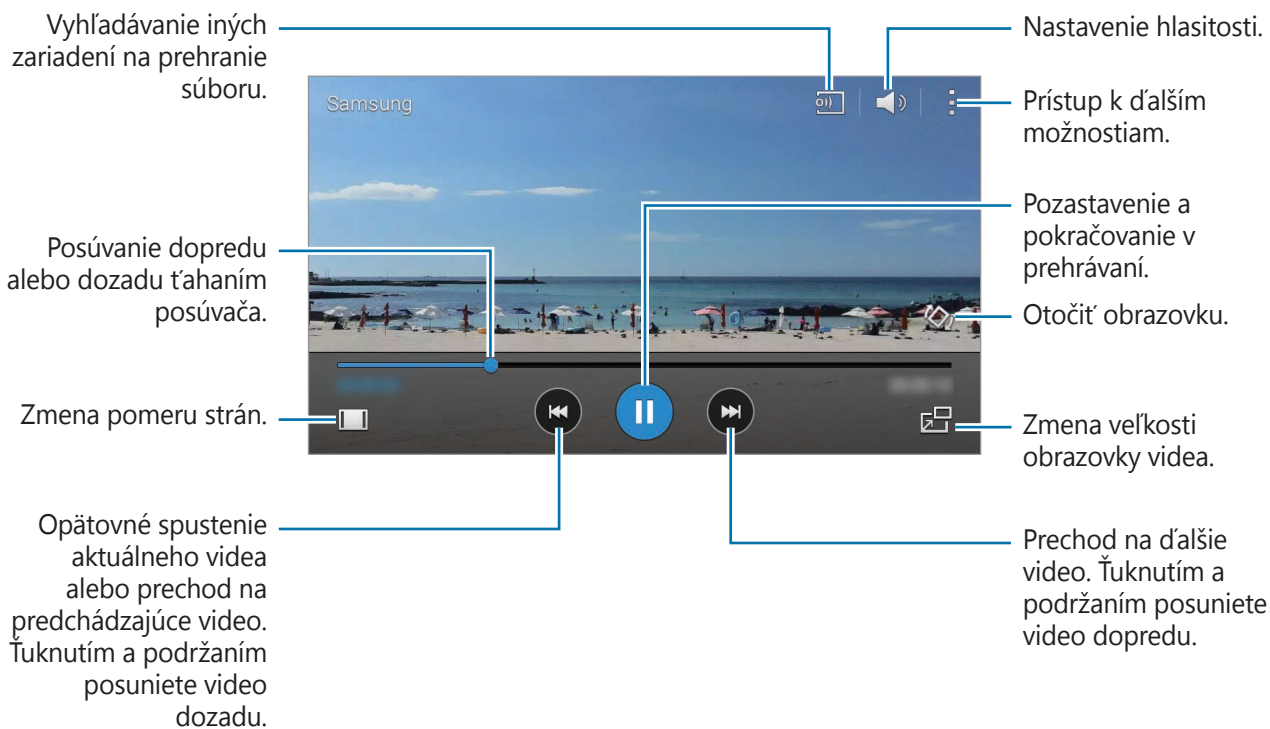 Vyhľadávanie iných
zariadení na prehranie
súboru.
Nastavenie hlasitosti.
Samsung
Prístup k ďalším
možnostiam.
Pozastavenie a
pokračovanie v
prehrávaní.
Posúvanie dopredu
alebo dozadu ťahaním
posúvača.
Otočiť obrazovku.
Zmena pomeru strán.
Zmena veľkosti
obrazovky videa.
Opätovné spustenie
aktuálneho videa
alebo prechod na
predchádzajúce video.
Ťuknutím a podržaním
posuniete video
dozadu.
Prechod na ďalšie
video. Ťuknutím a
podržaním posuniete
video dopredu.